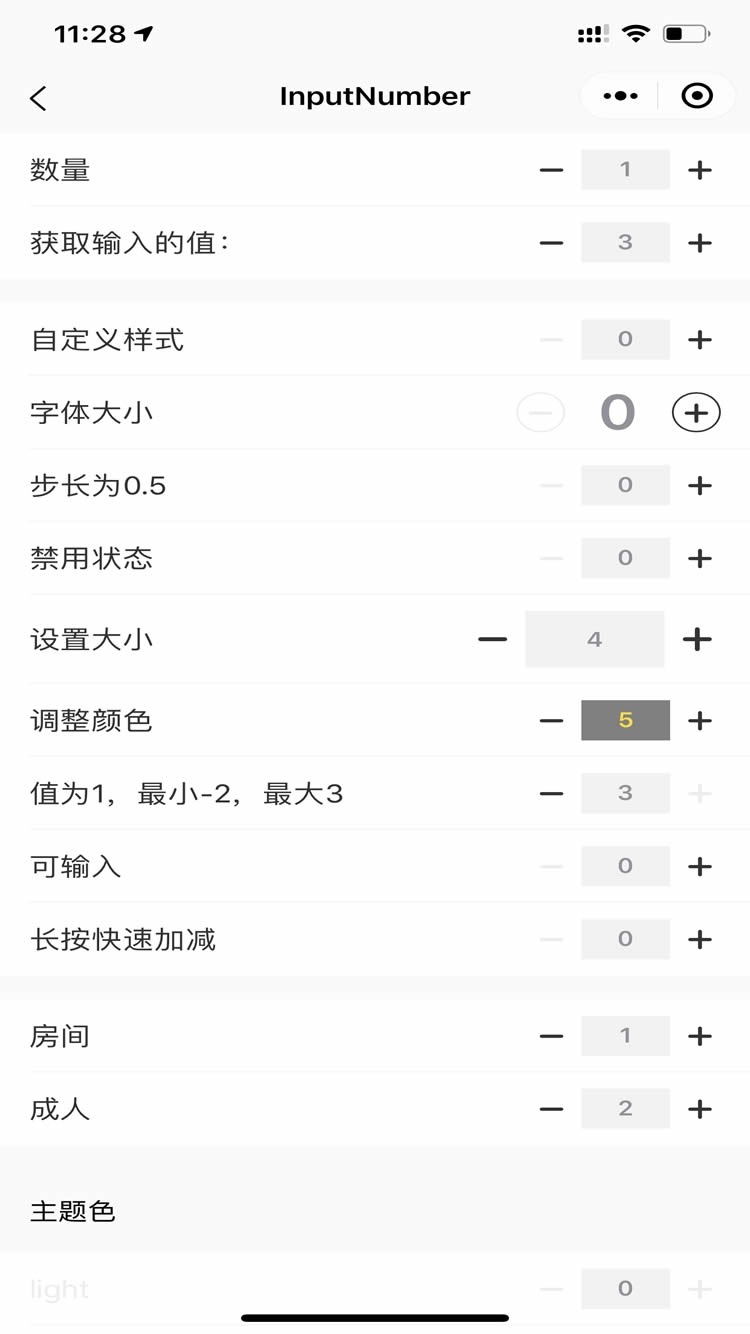 11:28
InputNumber
数量 1
获取输入的值: 3
自定义样式 0
字体大小 0
步长为0.5 0
禁用状态 0
设置大小 4
调整颜色 5
值为1，最小-2，最大3 3
可输入 0
长按快速加减 0
房间 1
成人 2
主题色
light 0